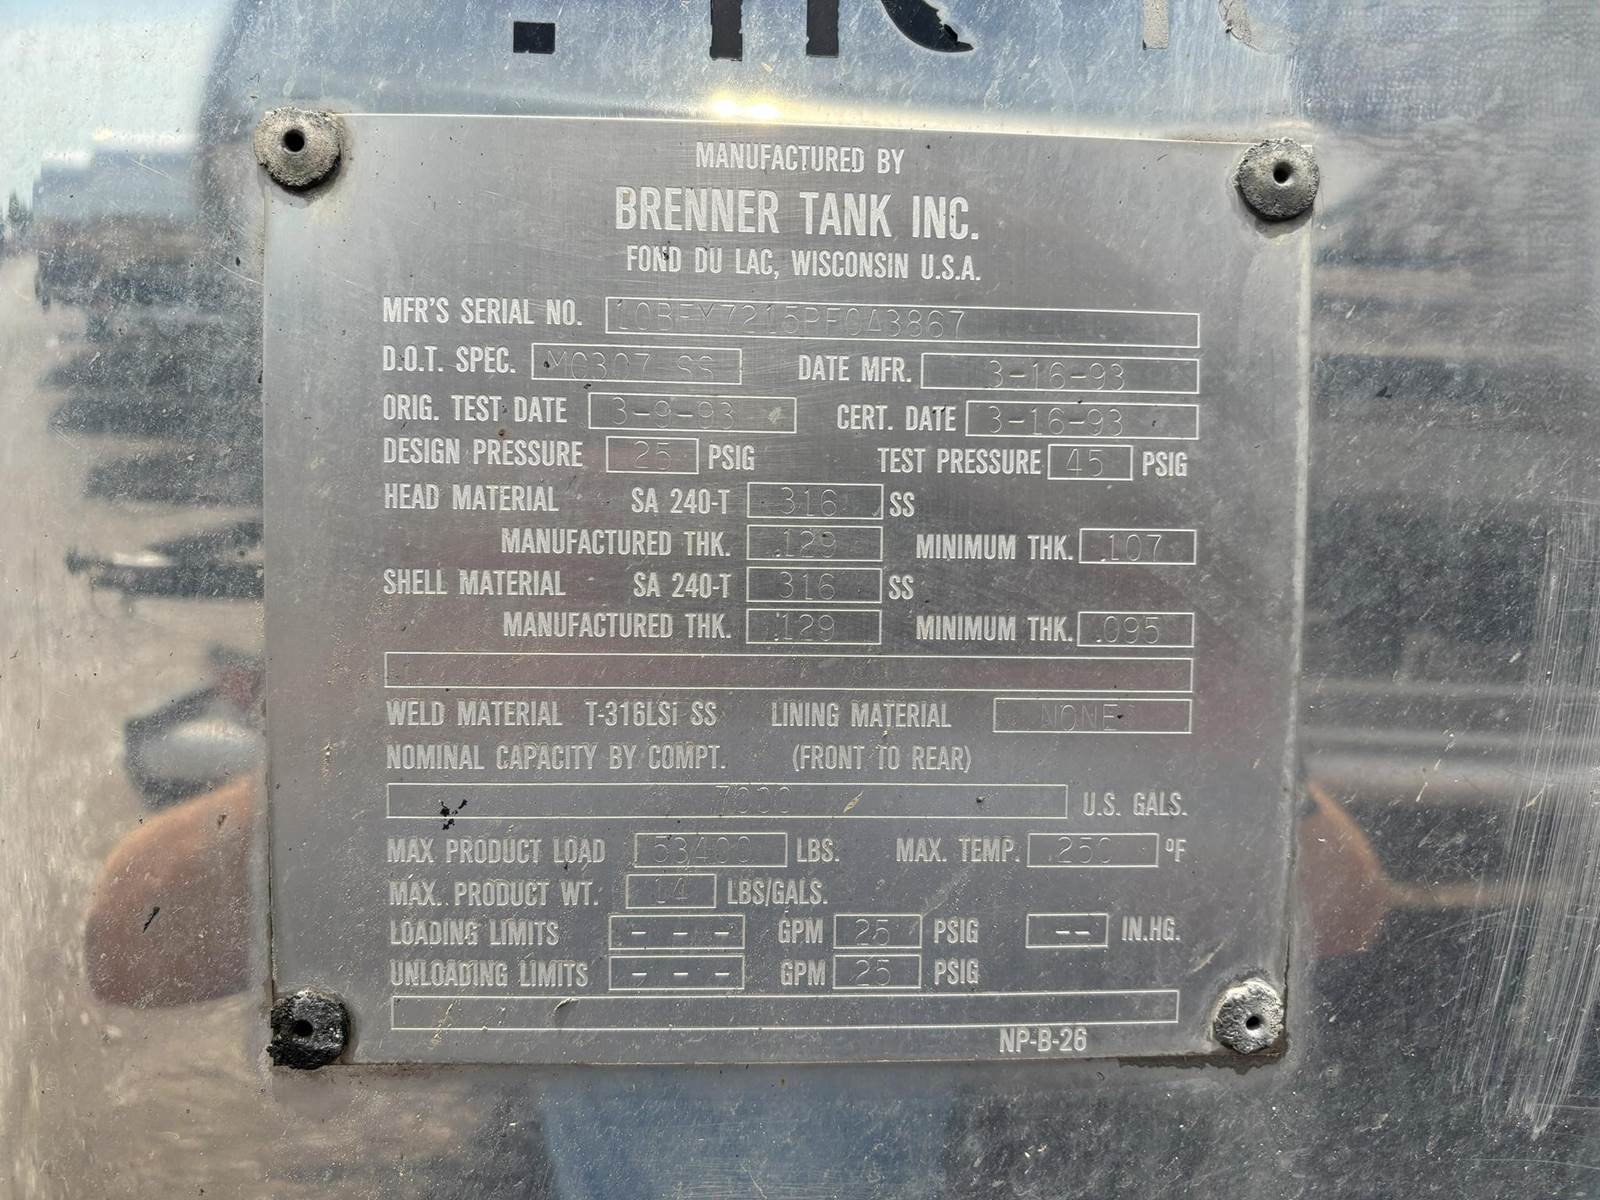 MANUFACTURED BY
BRENNER TANK INC.
FOND DU LAC, WISCONSIN U.S.A.
MFR'S SERIAL NO. 10BFY7215PF0A3867
D.O.T. SPEC. MC307 SS DATE MFR. 3-16-93
ORIG. TEST DATE 3-9-93 CERT. DATE 3-16-93
DESIGN PRESSURE 25 PSIG TEST PRESSURE 45 PSIG
HEAD MATERIAL SA 240-T 316 SS
MANUFACTURED THK. .129 MINIMUM THK. .107
SHELL MATERIAL SA 240-T 316 SS
MANUFACTURED THK. .129 MINIMUM THK. .095
WELD MATERIAL T-316LSi SS LINING MATERIAL NONE
NOMINAL CAPACITY BY COMPT. (FRONT TO REAR)
7000 U.S. GALS.
MAX PRODUCT LOAD 53400 LBS. MAX. TEMP. 250 °F
MAX. PRODUCT WT. 14 LBS/GALS.
LOADING LIMITS - - - GPM 25 PSIG -- IN.HG.
UNLOADING LIMITS - - - GPM 25 PSIG
NP-B-26